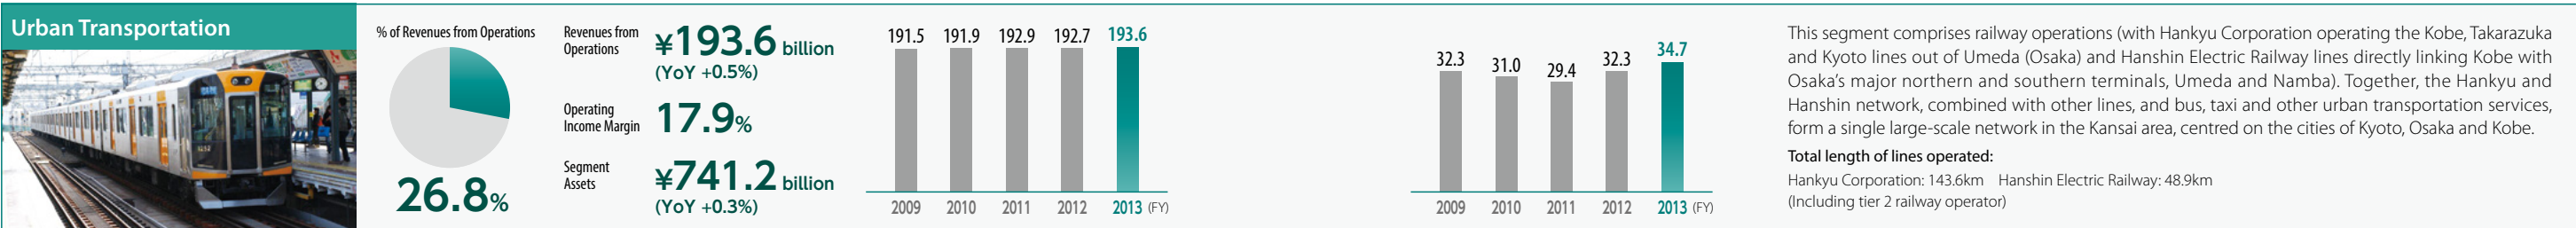 Urban Transportation
% of Revenues from Operations
26.8%
Revenues from
Operations
¥193.6 billion
(YoY +0.5%)
Operating
Income Margin
17.9%
Segment
Assets
¥741.2 billion
(YoY +0.3%)
191.5 191.9 192.9 192.7 193.6
2009 2010 2011 2012 2013 (FY)
32.3 31.0 29.4 32.3 34.7
2009 2010 2011 2012 2013 (FY)
This segment comprises railway operations (with Hankyu Corporation operating the Kobe, Takarazuka
and Kyoto lines out of Umeda (Osaka) and Hanshin Electric Railway lines directly linking Kobe with
Osaka's major northern and southern terminals, Umeda and Namba). Together, the Hankyu and
Hanshin network, combined with other lines, and bus, taxi and other urban transportation services,
form a single large-scale network in the Kansai area, centred on the cities of Kyoto, Osaka and Kobe.
Total length of lines operated:
Hankyu Corporation: 143.6km Hanshin Electric Railway: 48.9km
(Including tier 2 railway operator)